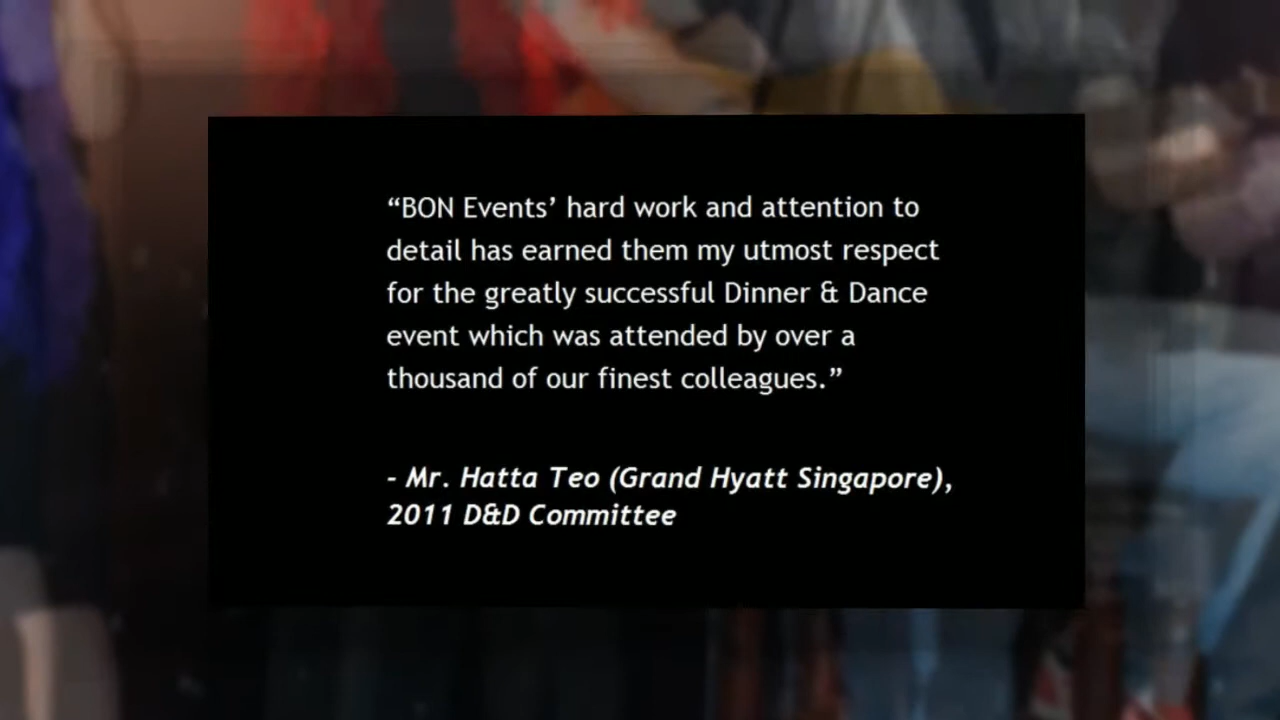 “BON Events’ hard work and attention to
detail has earned them my utmost respect
for the greatly successful Dinner & Dance
event which was attended by over a
thousand of our finest colleagues.”
- Mr. Hatta Teo (Grand Hyatt Singapore),
2011 D&D Committee